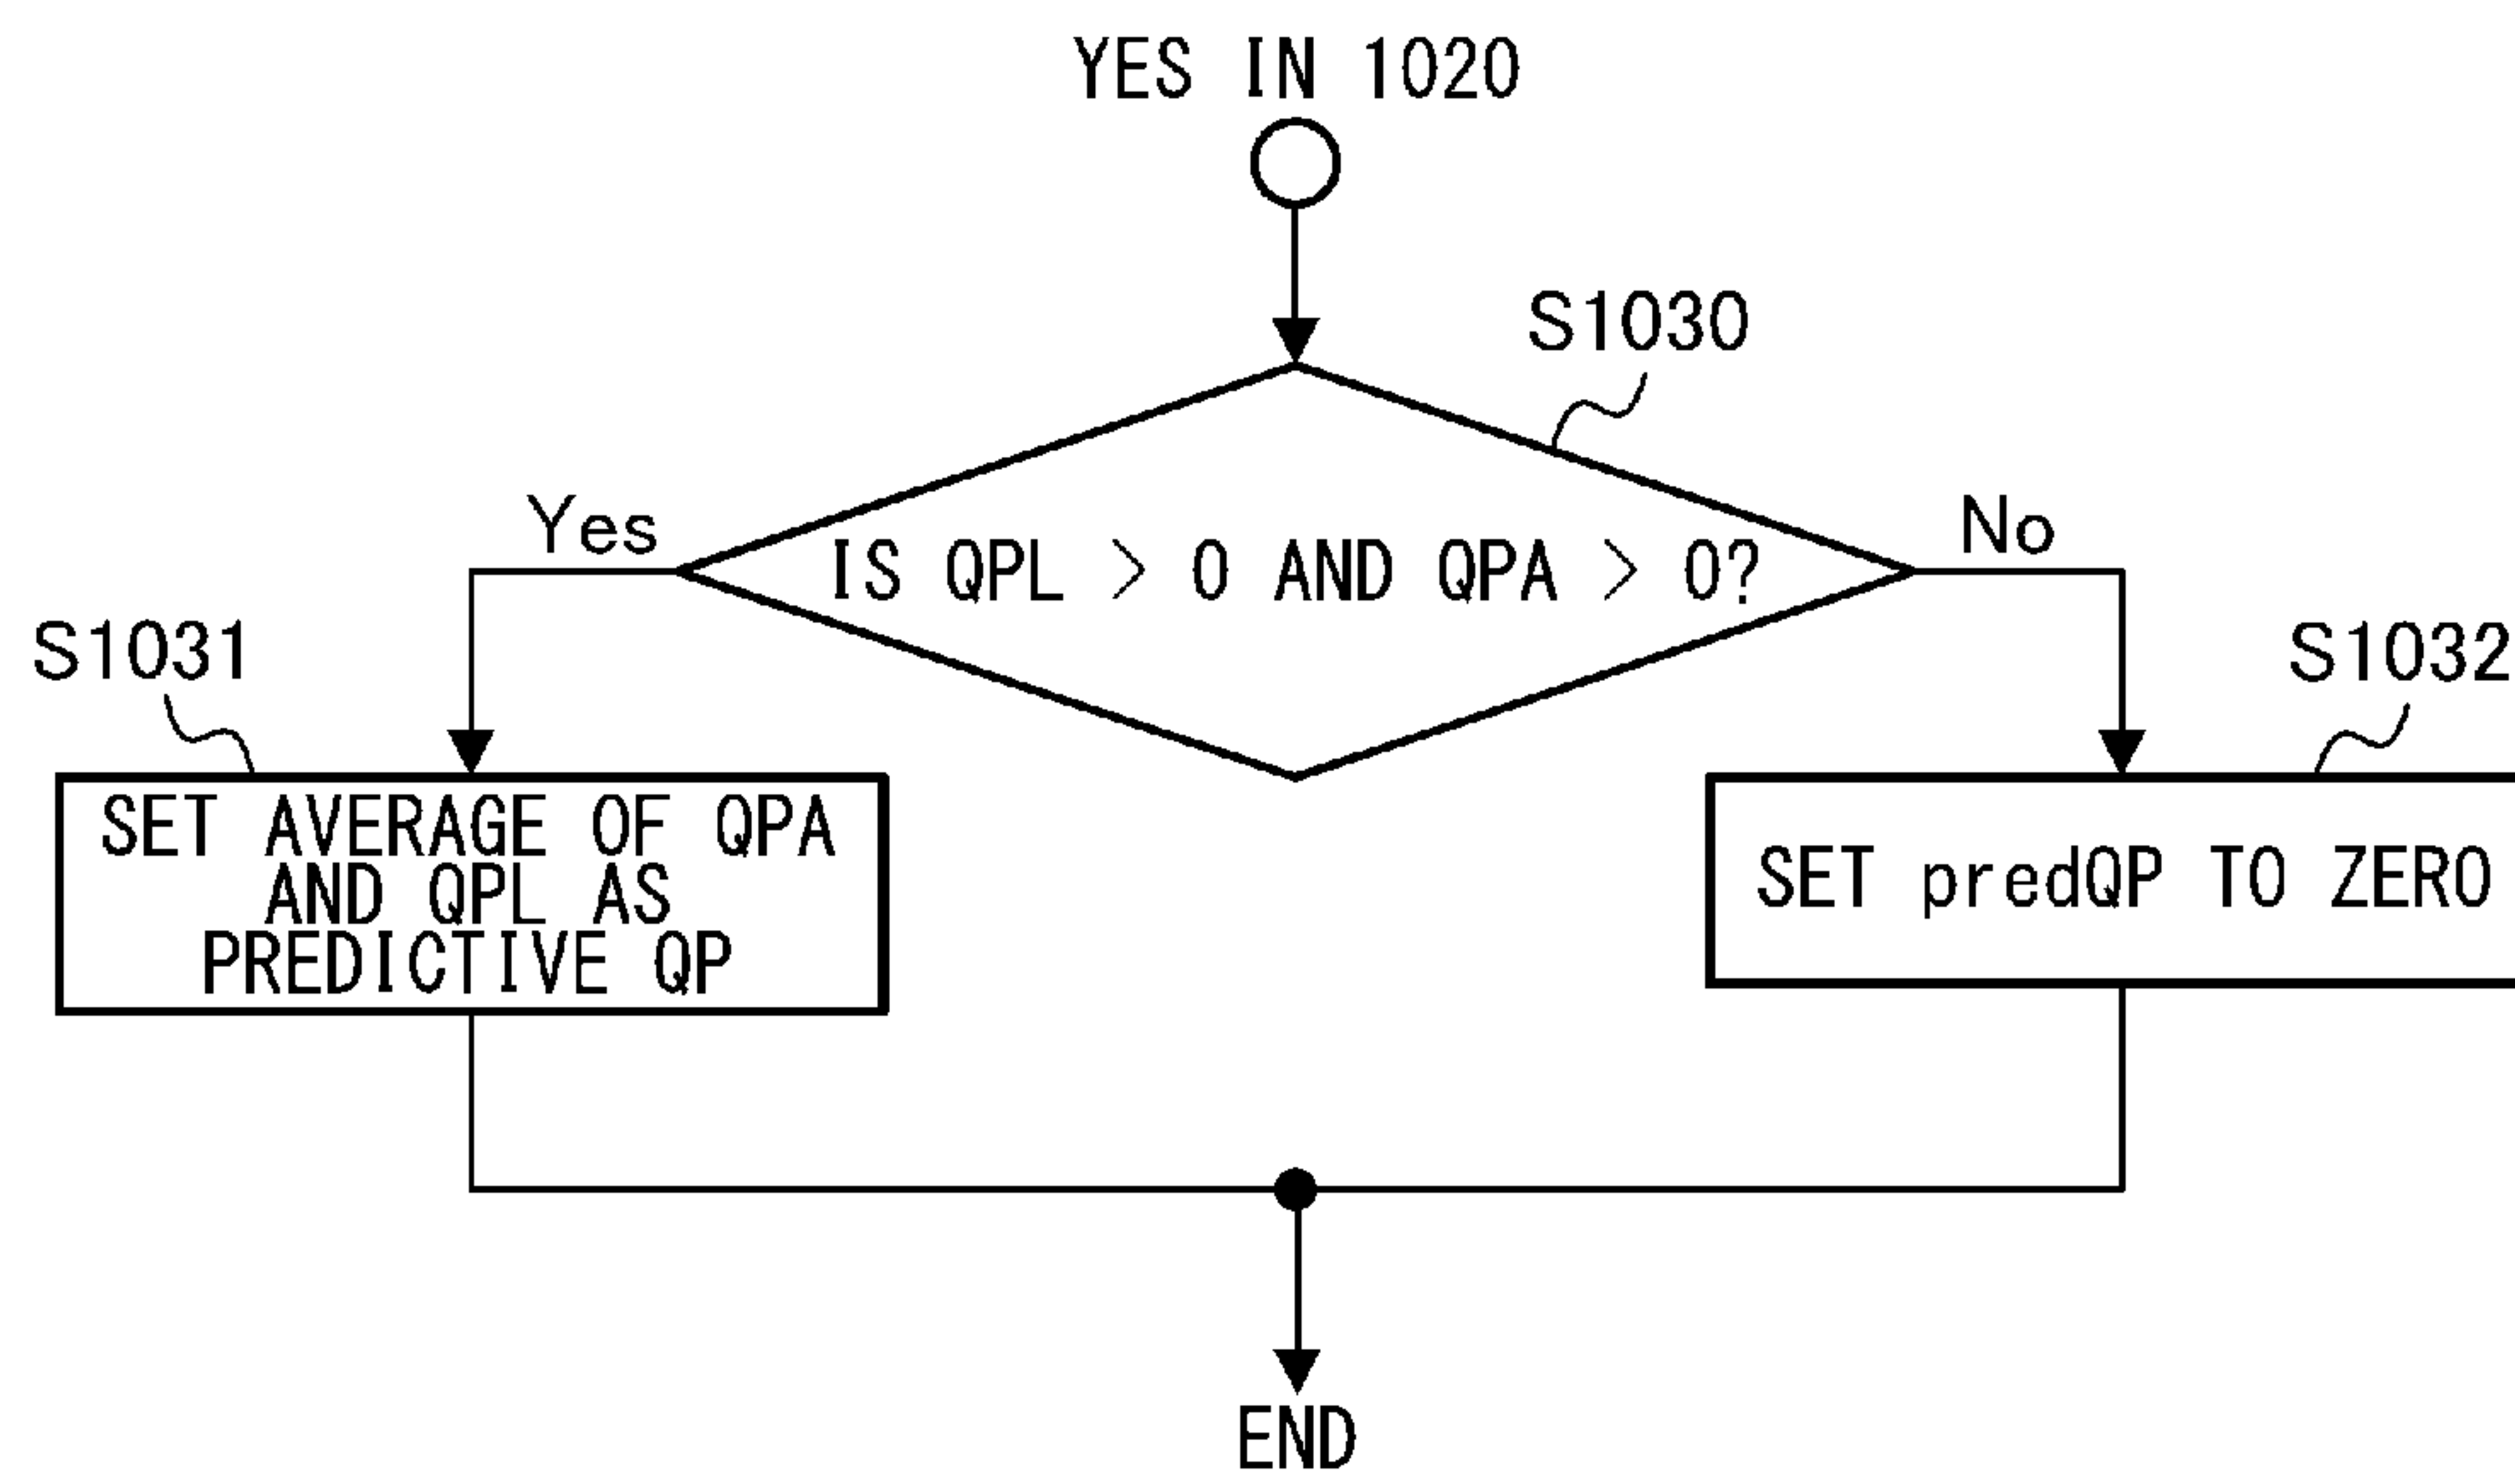 YES IN 1020
S1030
Yes
No
IS QPL > 0 AND QPA > 0?
S1031
S1032
SET AVERAGE OF QPA
AND QPL AS
PREDICTIVE QP
SET predQP TO ZERO
END